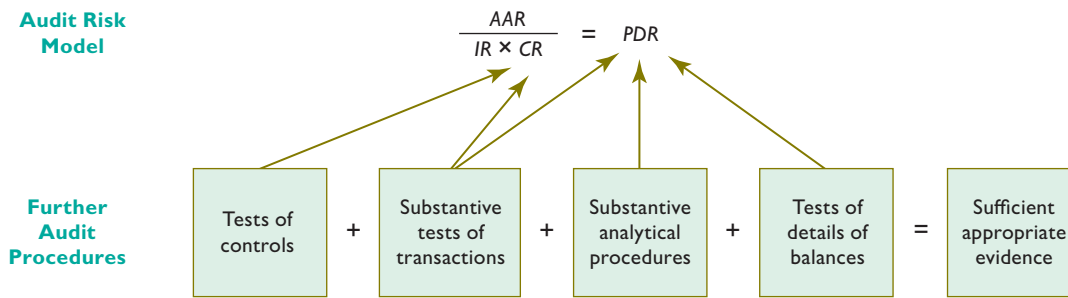 Audit Risk
Model
AAR
IR × CR
=
PDR
Further
Audit
Procedures
Tests of
controls
+
Substantive
tests of
transactions
+
Substantive
analytical
procedures
+
Tests of
details of
balances
=
Sufficient
appropriate
evidence